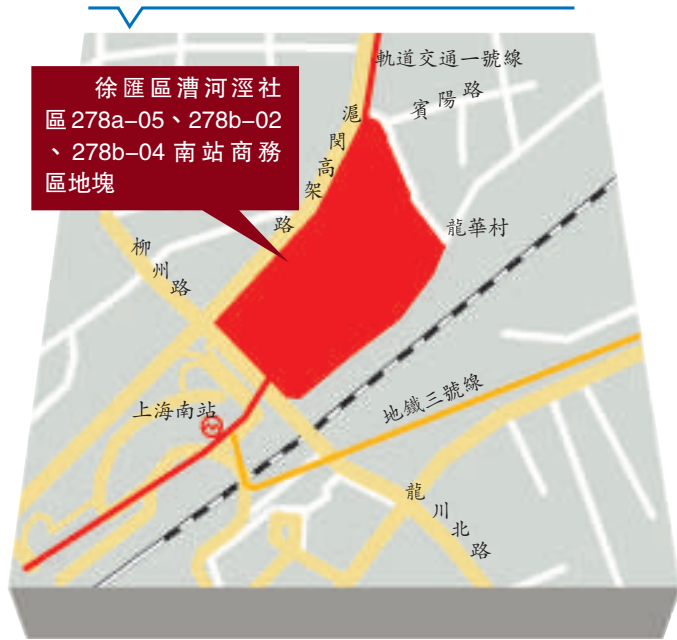 軌道交通一號線
賓陽路
滬閔高架路
徐匯區漕河涇社
區278a–05、278b–02
、278b–04南站商務
區地塊
龍華村
柳州路
上海南站
地鐵三號線
龍川北路